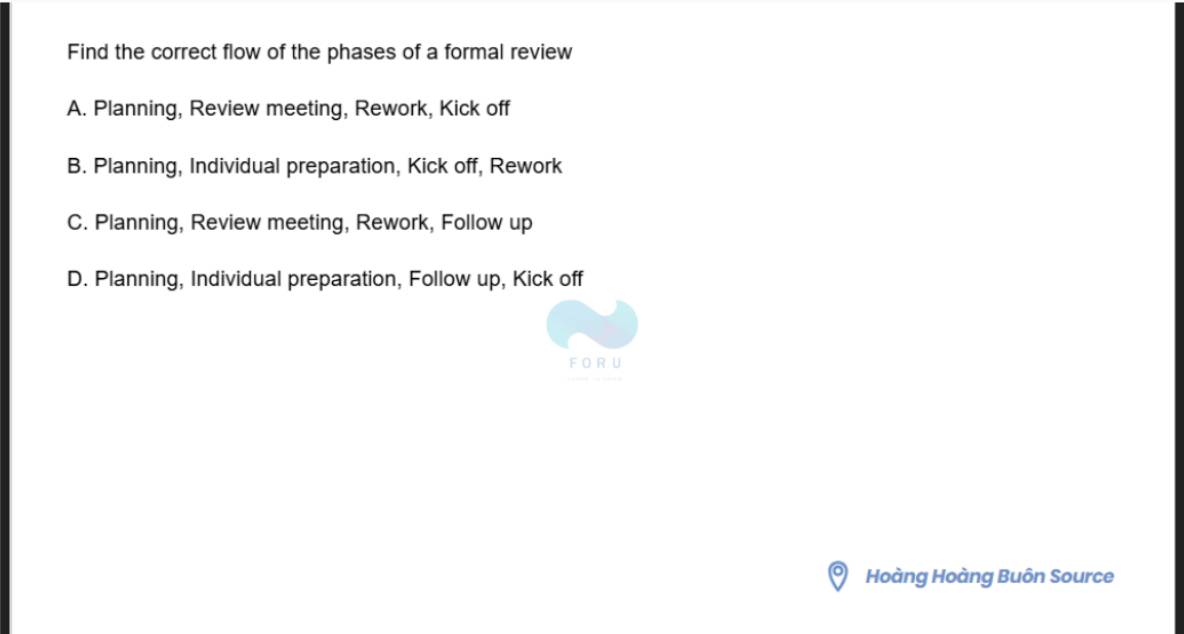 Find the correct flow of the phases of a formal review
A. Planning, Review meeting, Rework, Kick off
B. Planning, Individual preparation, Kick off, Rework
C. Planning, Review meeting, Rework, Follow up
D. Planning, Individual preparation, Follow up, Kick off
FORU
Hoàng Hoàng Buôn Source